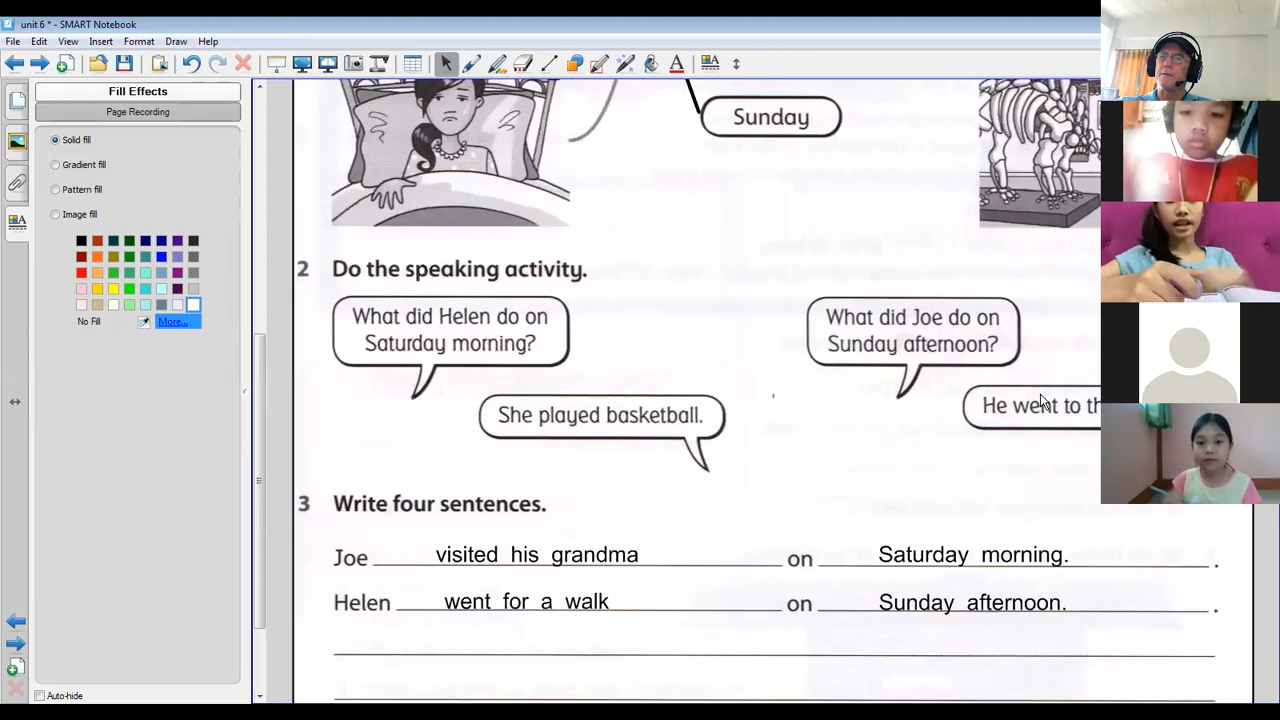 unit 6 * - SMART Notebook
File Edit View Insert Format Draw Help
Fill Effects
Page Recording
Solid fill
Gradient fill
Pattern fill
Image fill
No Fill
More...
Auto-hide
Sunday
2 Do the speaking activity.
What did Helen do on
Saturday morning?
She played basketball.
What did Joe do on
Sunday afternoon?
He went to th
3 Write four sentences.
Joe visited his grandma on Saturday morning. .
Helen went for a walk on Sunday afternoon. .